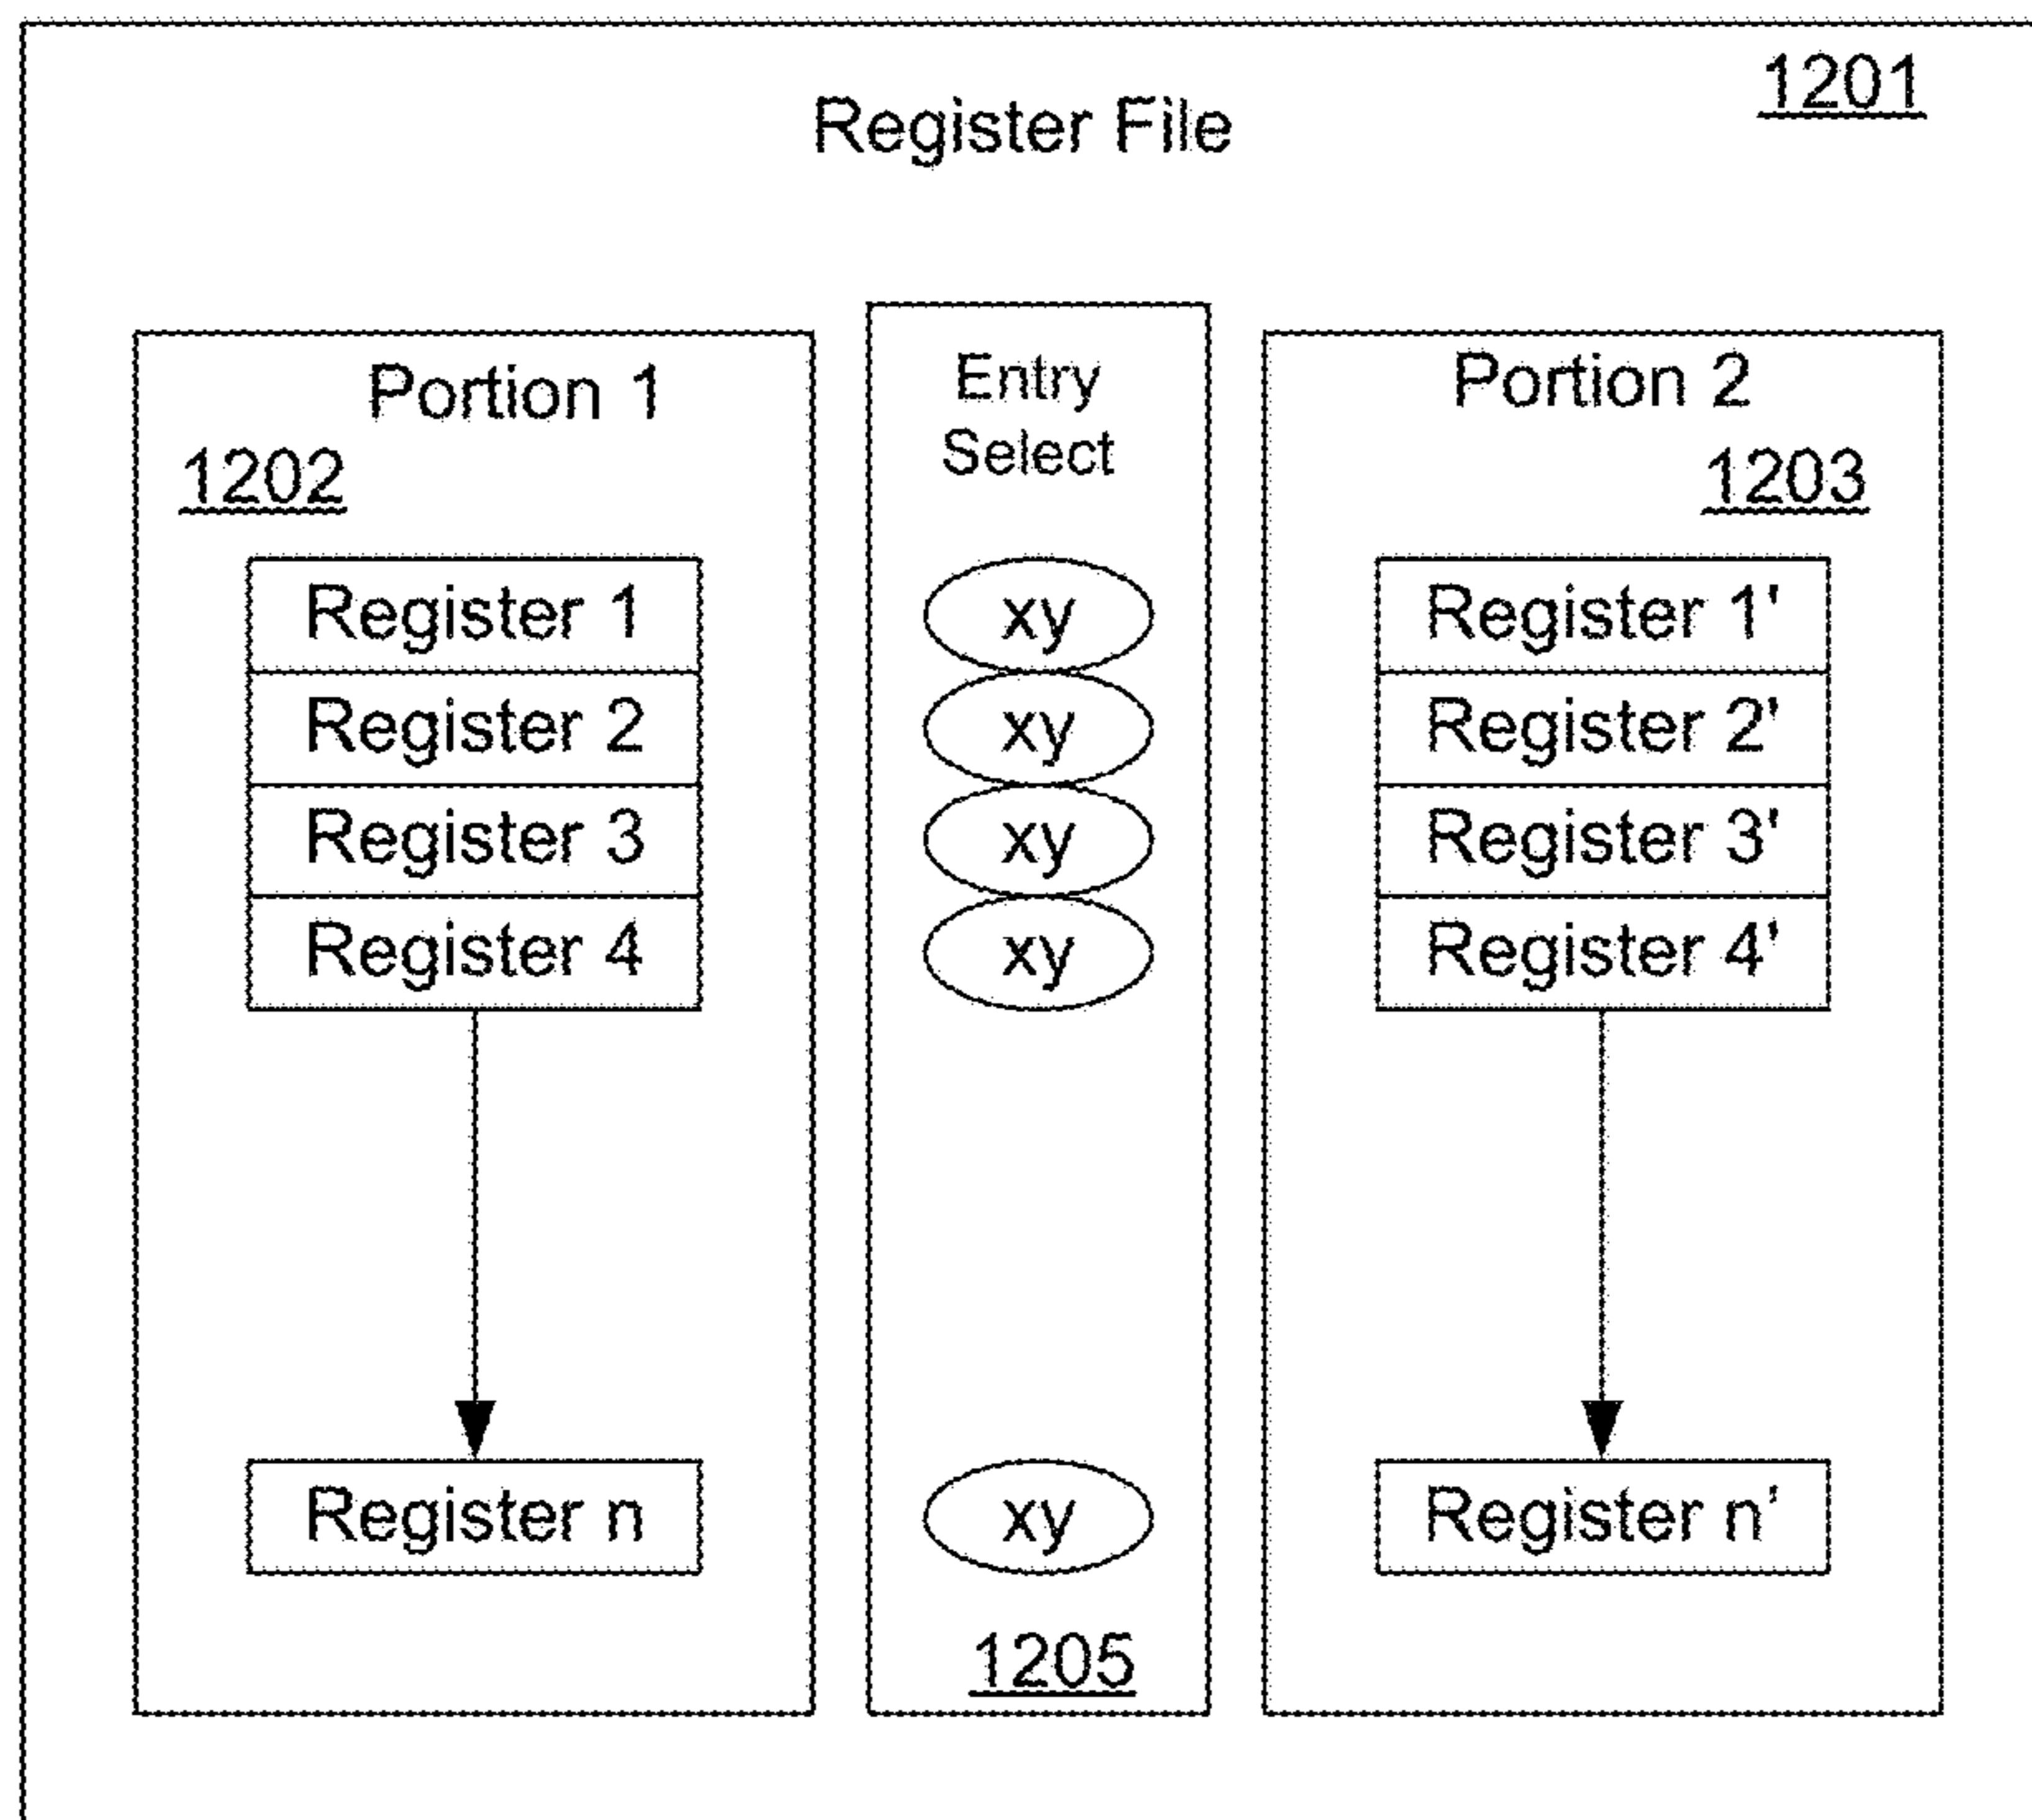 1201
Register File
Portion 1
1202
Register 1
Register 2
Register 3
Register 4
Register n
Entry
Select
xy
xy
xy
xy
xy
1205
Portion 2
1203
Register 1'
Register 2'
Register 3'
Register 4'
Register n'